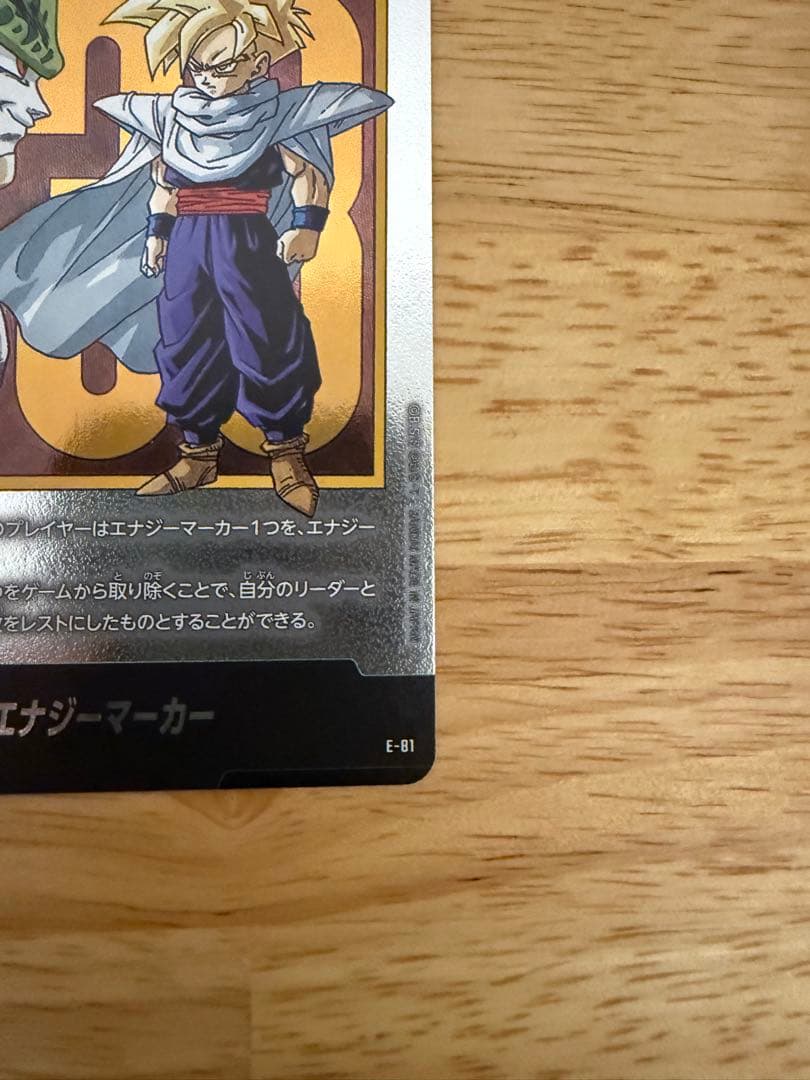 のプレイヤーはエナジーマーカー1つを、エナジー
をゲームから取り除くことで、自分のリーダーと
をレストにしたものとすることができる。
エナジーマーカー
E-81